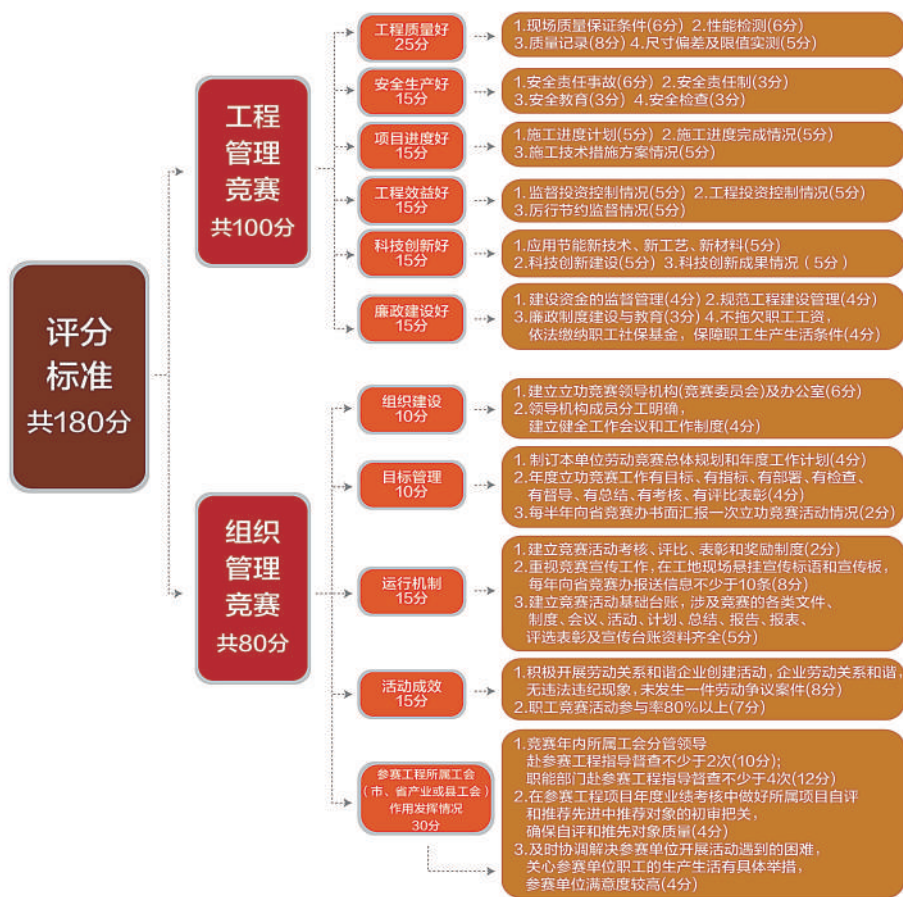 评分
标准
共180分
工程
管理
竞赛
共100分
工程质量好
25分
1.现场质量保证条件(6分) 2.性能检测(6分)
3.质量记录(8分) 4.尺寸偏差及限值实测(5分)
安全生产好
15分
1.安全责任事故(6分) 2.安全责任制(3分)
3.安全教育(3分) 4.安全检查(3分)
项目进度好
15分
1.施工进度计划(5分) 2.施工进度完成情况(5分)
3.施工技术措施方案情况(5分)
工程效益好
15分
1.监督投资控制情况(5分) 2.工程投资控制情况(5分)
3.厉行节约监督情况(5分)
科技创新好
15分
1.应用节能新技术、新工艺、新材料(5分)
2.科技创新建设(5分) 3.科技创新成果情况(5分)
廉政建设好
15分
1.建设资金的监督管理(4分) 2.规范工程建设管理(4分)
3.廉政制度建设与教育(3分) 4.不拖欠职工工资,
依法缴纳职工社保基金，保障职工生产生活条件(4分)
组织
管理
竞赛
共80分
组织建设
10分
1.建立立功竞赛领导机构(竞赛委员会)及办公室(6分)
2.领导机构成员分工明确,
建立健全工作会议和工作制度(4分)
目标管理
10分
1.制订本单位劳动竞赛总体规划和年度工作计划(4分)
2.年度立功竞赛工作有目标、有指标、有部署、有检查、
有督导、有总结、有考核、有评比表彰(4分)
3.每半年向省竞赛办书面汇报一次立功竞赛活动情况(2分)
运行机制
15分
1.建立竞赛活动考核、评比、表彰和奖励制度(2分)
2.重视竞赛宣传工作,在工地现场悬挂宣传标语和宣传板,
每年向省竞赛办报送信息不少于10条(8分)
3.建立竞赛活动基础台账,涉及竞赛的各类文件、
制度、会议、活动、计划、总结、报告、报表、
评选表彰及宣传台账资料齐全(5分)
活动成效
15分
1.积极开展劳动关系和谐企业创建活动,企业劳动关系和谐,
无违法违纪现象,未发生一件劳动争议案件(8分)
2.职工竞赛活动参与率80%以上(7分)
参赛工程所属工会
(市、省产业或县工会)
作用发挥情况
30分
1.竞赛年内所属工会分管领导
赴参赛工程指导督查不少于2次(10分);
职能部门赴参赛工程指导督查不少于4次(12分)
2.在参赛工程项目年度业绩考核中做好所属项目自评
和推荐先进中推荐对象的初审把关,
确保自评和推先对象质量(4分)
3.及时协调解决参赛单位开展活动遇到的困难,
关心参赛单位职工的生产生活有具体举措,
参赛单位满意度较高(4分)